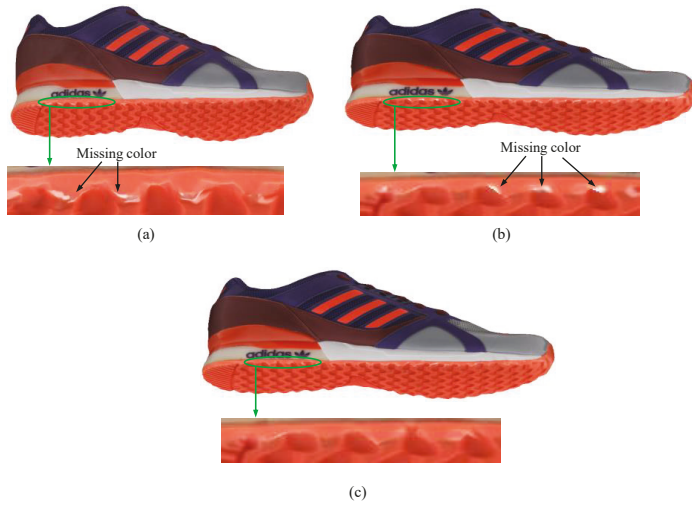 adidas
Missing color
(a)
adidas
Missing color
(b)
adidas
(c)